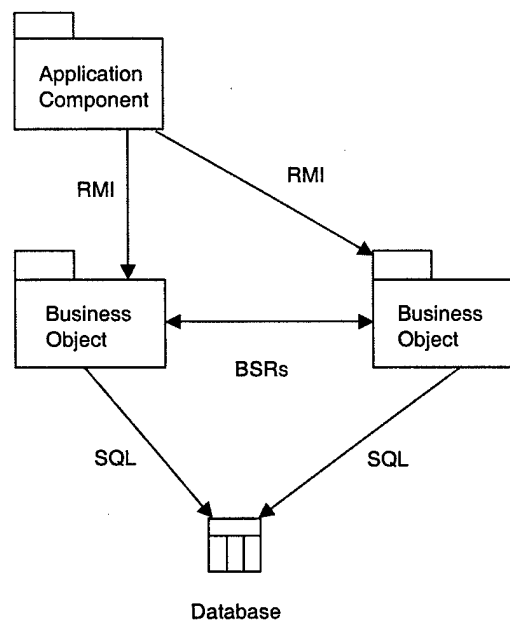 Application
Component
RMI
RMI
Business
Object
Business
Object
BSRs
SQL
SQL
Database